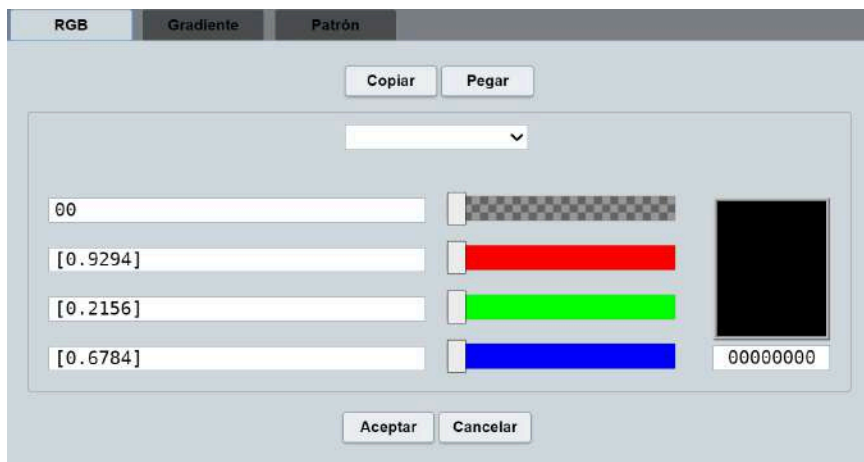 RGB Gradiente Patrón
Copiar Pegar
00
[0.9294]
[0.2156]
[0.6784]
00000000
Aceptar Cancelar